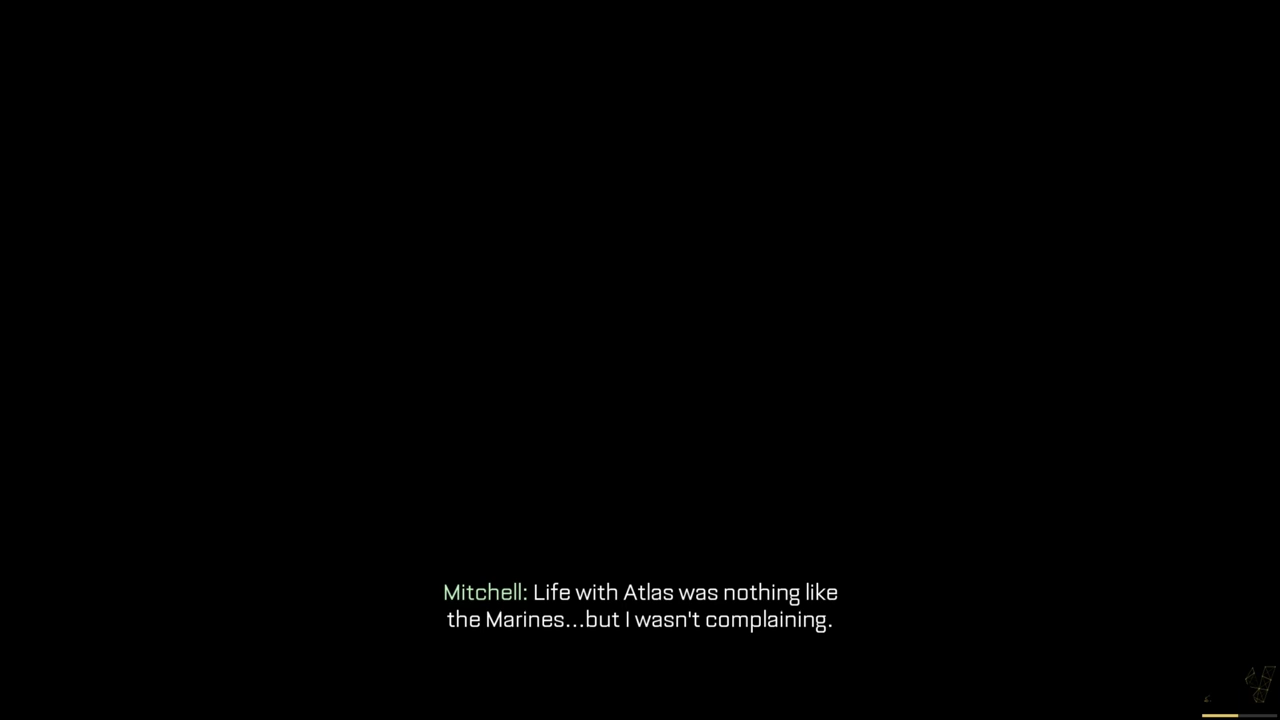 Mitchell: Life with Atlas was nothing like
the Marines...but I wasn't complaining.